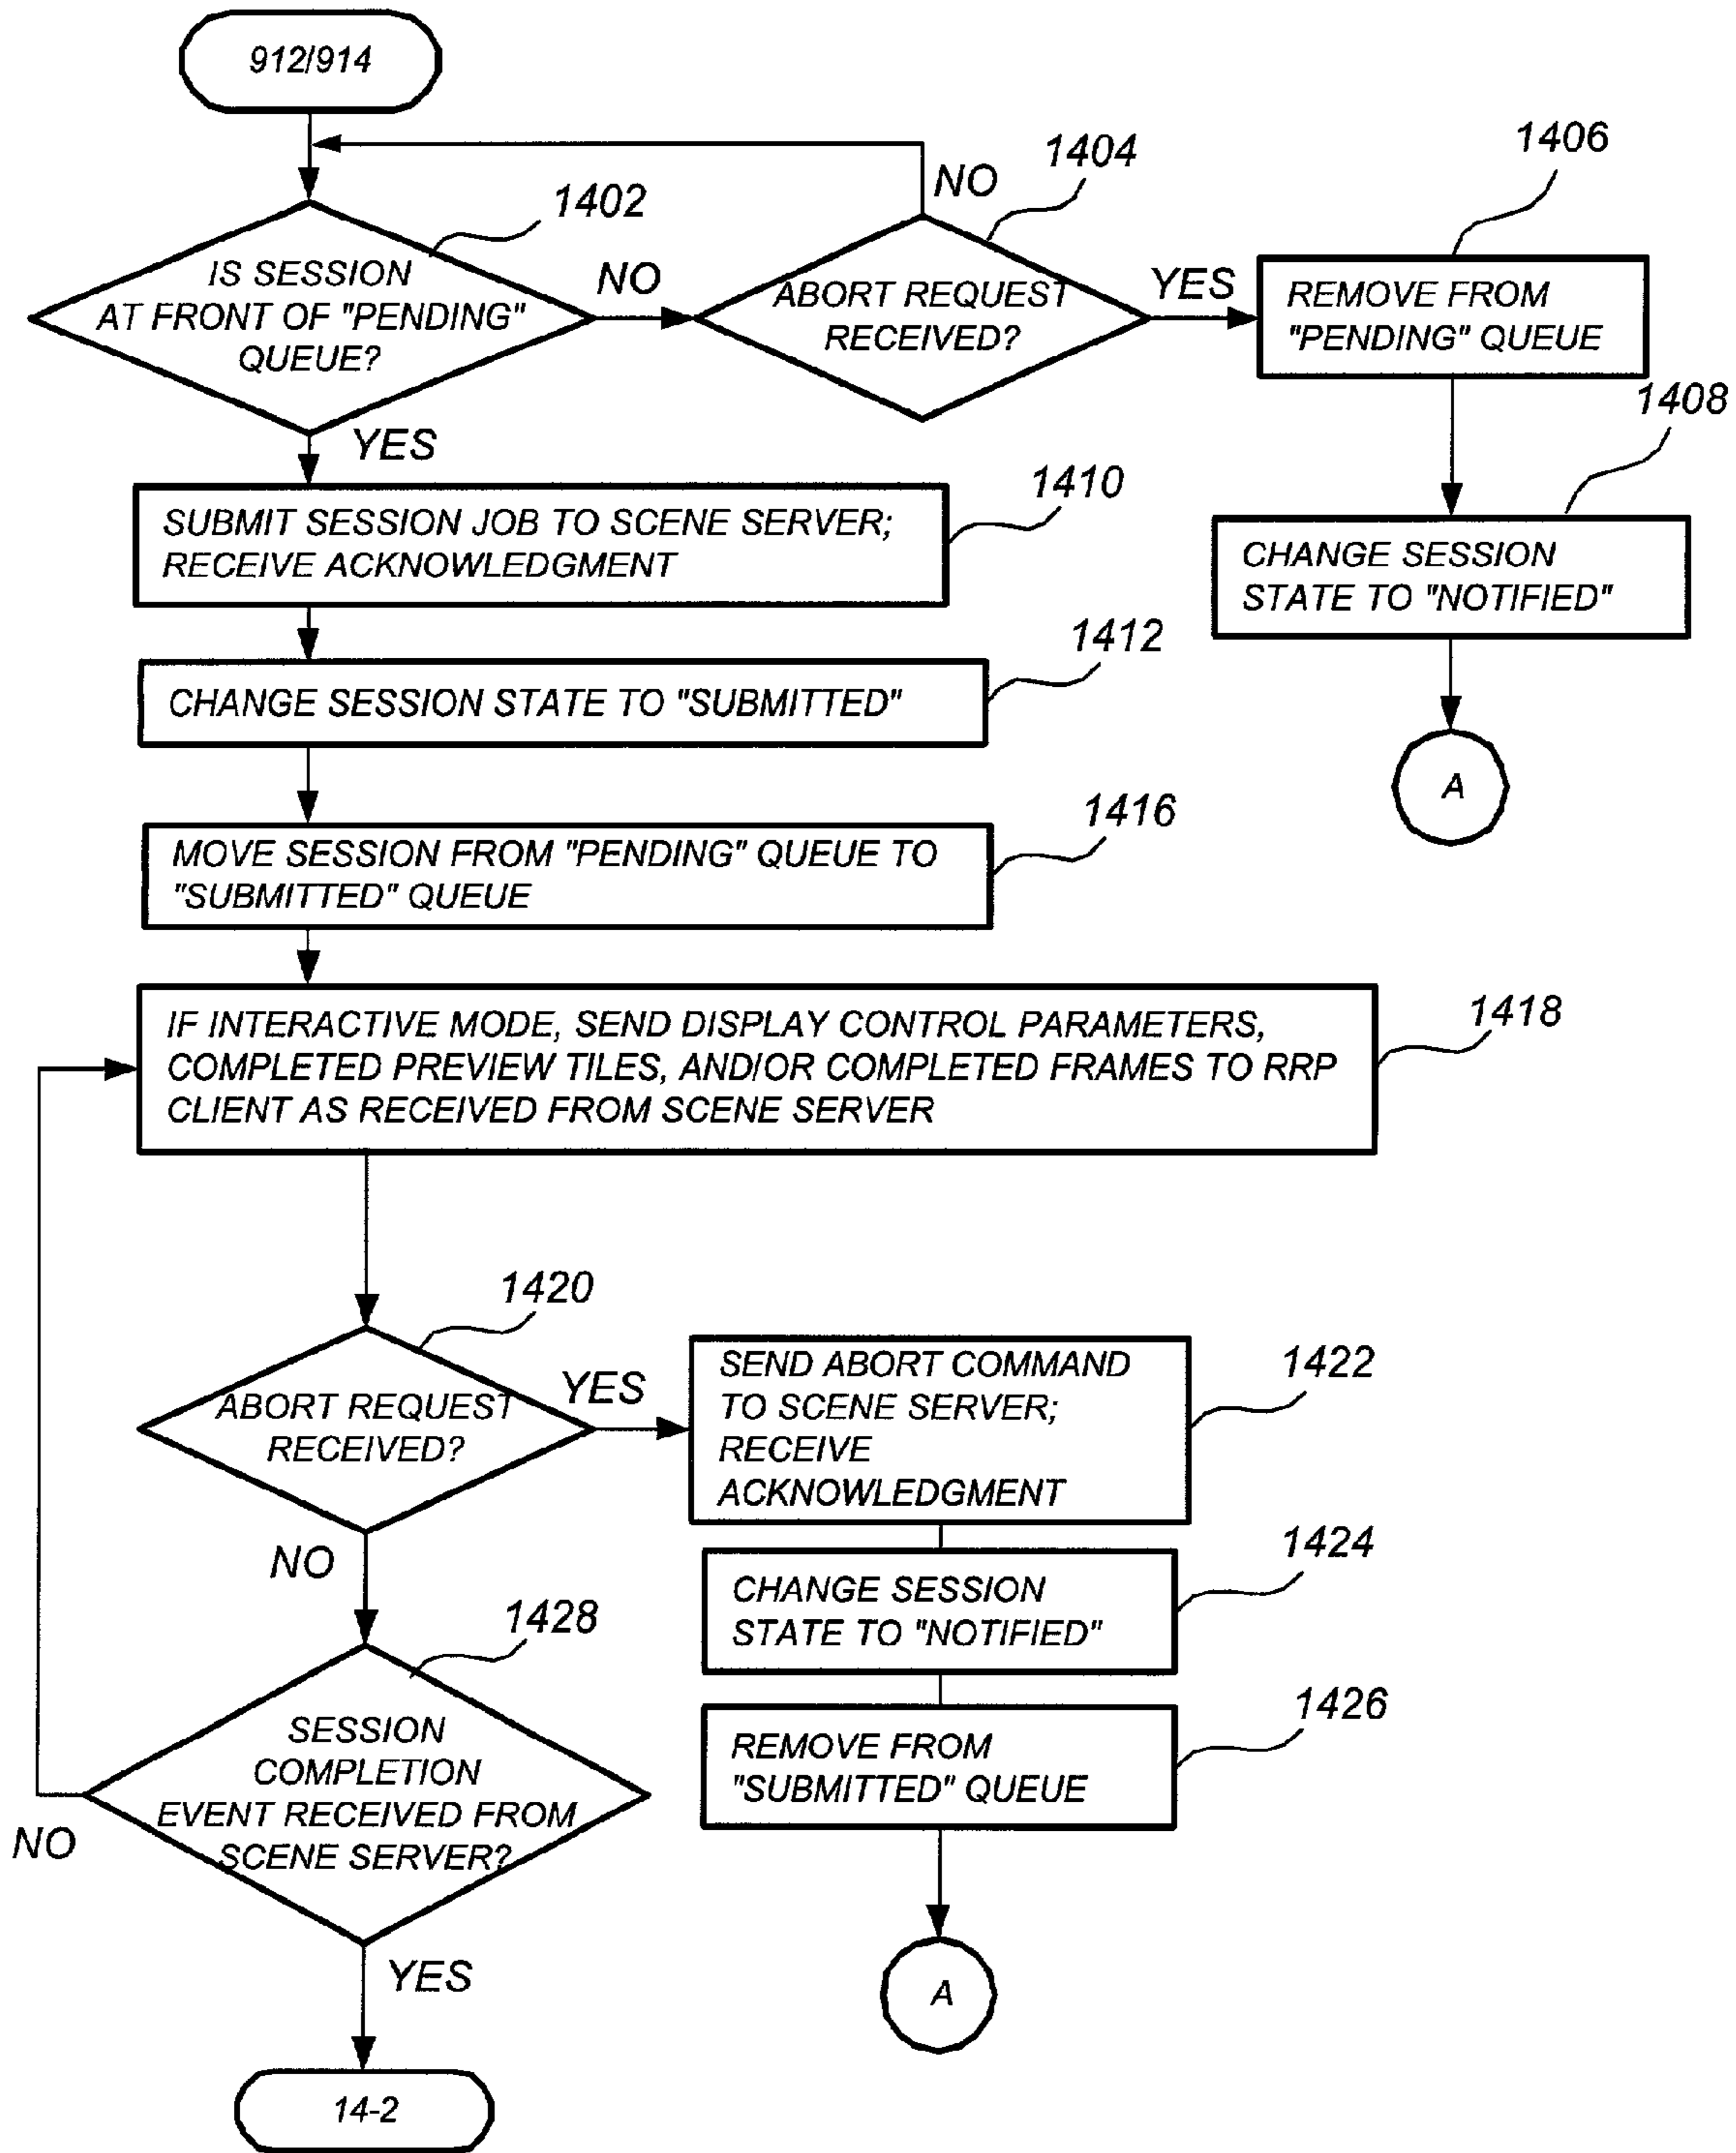 912/914
1402
IS SESSION
AT FRONT OF "PENDING"
QUEUE?
NO
YES
1404
NO
ABORT REQUEST
RECEIVED?
YES
1406
REMOVE FROM
"PENDING" QUEUE
1408
CHANGE SESSION
STATE TO "NOTIFIED"
A
1410
SUBMIT SESSION JOB TO SCENE SERVER;
RECEIVE ACKNOWLEDGMENT
1412
CHANGE SESSION STATE TO "SUBMITTED"
1416
MOVE SESSION FROM "PENDING" QUEUE TO
"SUBMITTED" QUEUE
1418
IF INTERACTIVE MODE, SEND DISPLAY CONTROL PARAMETERS,
COMPLETED PREVIEW TILES, AND/OR COMPLETED FRAMES TO RRP
CLIENT AS RECEIVED FROM SCENE SERVER
1420
ABORT REQUEST
RECEIVED?
YES
NO
1422
SEND ABORT COMMAND
TO SCENE SERVER;
RECEIVE
ACKNOWLEDGMENT
1424
CHANGE SESSION
STATE TO "NOTIFIED"
1426
REMOVE FROM
"SUBMITTED" QUEUE
A
1428
SESSION
COMPLETION
EVENT RECEIVED FROM
SCENE SERVER?
NO
YES
14-2